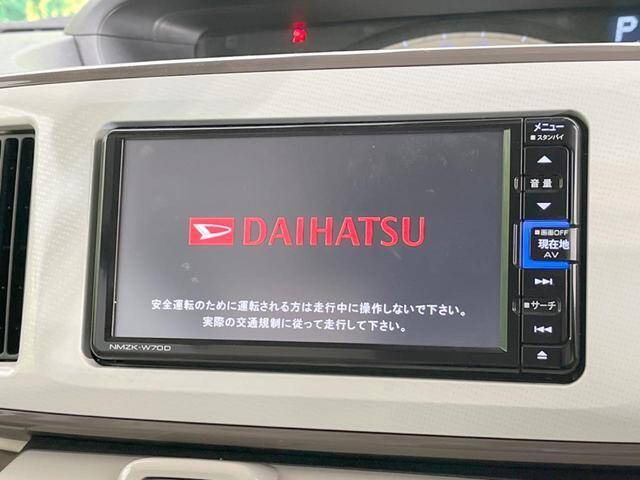 P
メニュー
■スタンバイ
音量
DAIHATSU
■画面OFF
現在地
AV
安全運転のために運転される方は走行中に操作しないで下さい。
実際の交通規制に従って走行して下さい。
■サーチ
NMZK-W70D